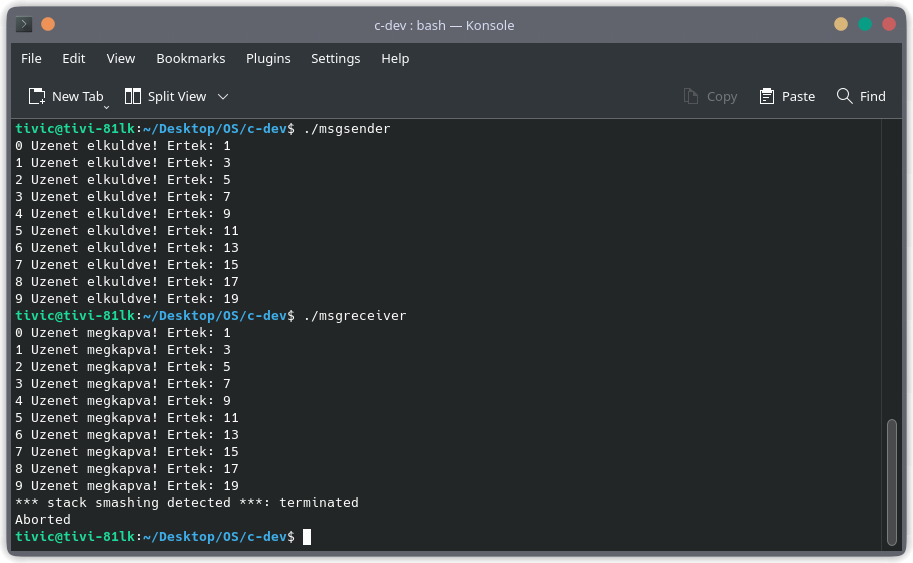 c-dev : bash — Konsole
File Edit View Bookmarks Plugins Settings Help
New Tab Split View Copy Paste Find
tivic@tivi-81lk:~/Desktop/OS/c-dev$ ./msgsender
0 Uzenet elkuldve! Ertek: 1
1 Uzenet elkuldve! Ertek: 3
2 Uzenet elkuldve! Ertek: 5
3 Uzenet elkuldve! Ertek: 7
4 Uzenet elkuldve! Ertek: 9
5 Uzenet elkuldve! Ertek: 11
6 Uzenet elkuldve! Ertek: 13
7 Uzenet elkuldve! Ertek: 15
8 Uzenet elkuldve! Ertek: 17
9 Uzenet elkuldve! Ertek: 19
tivic@tivi-81lk:~/Desktop/OS/c-dev$ ./msgreceiver
0 Uzenet megkapva! Ertek: 1
1 Uzenet megkapva! Ertek: 3
2 Uzenet megkapva! Ertek: 5
3 Uzenet megkapva! Ertek: 7
4 Uzenet megkapva! Ertek: 9
5 Uzenet megkapva! Ertek: 11
6 Uzenet megkapva! Ertek: 13
7 Uzenet megkapva! Ertek: 15
8 Uzenet megkapva! Ertek: 17
9 Uzenet megkapva! Ertek: 19
*** stack smashing detected ***: terminated
Aborted
tivic@tivi-81lk:~/Desktop/OS/c-dev$